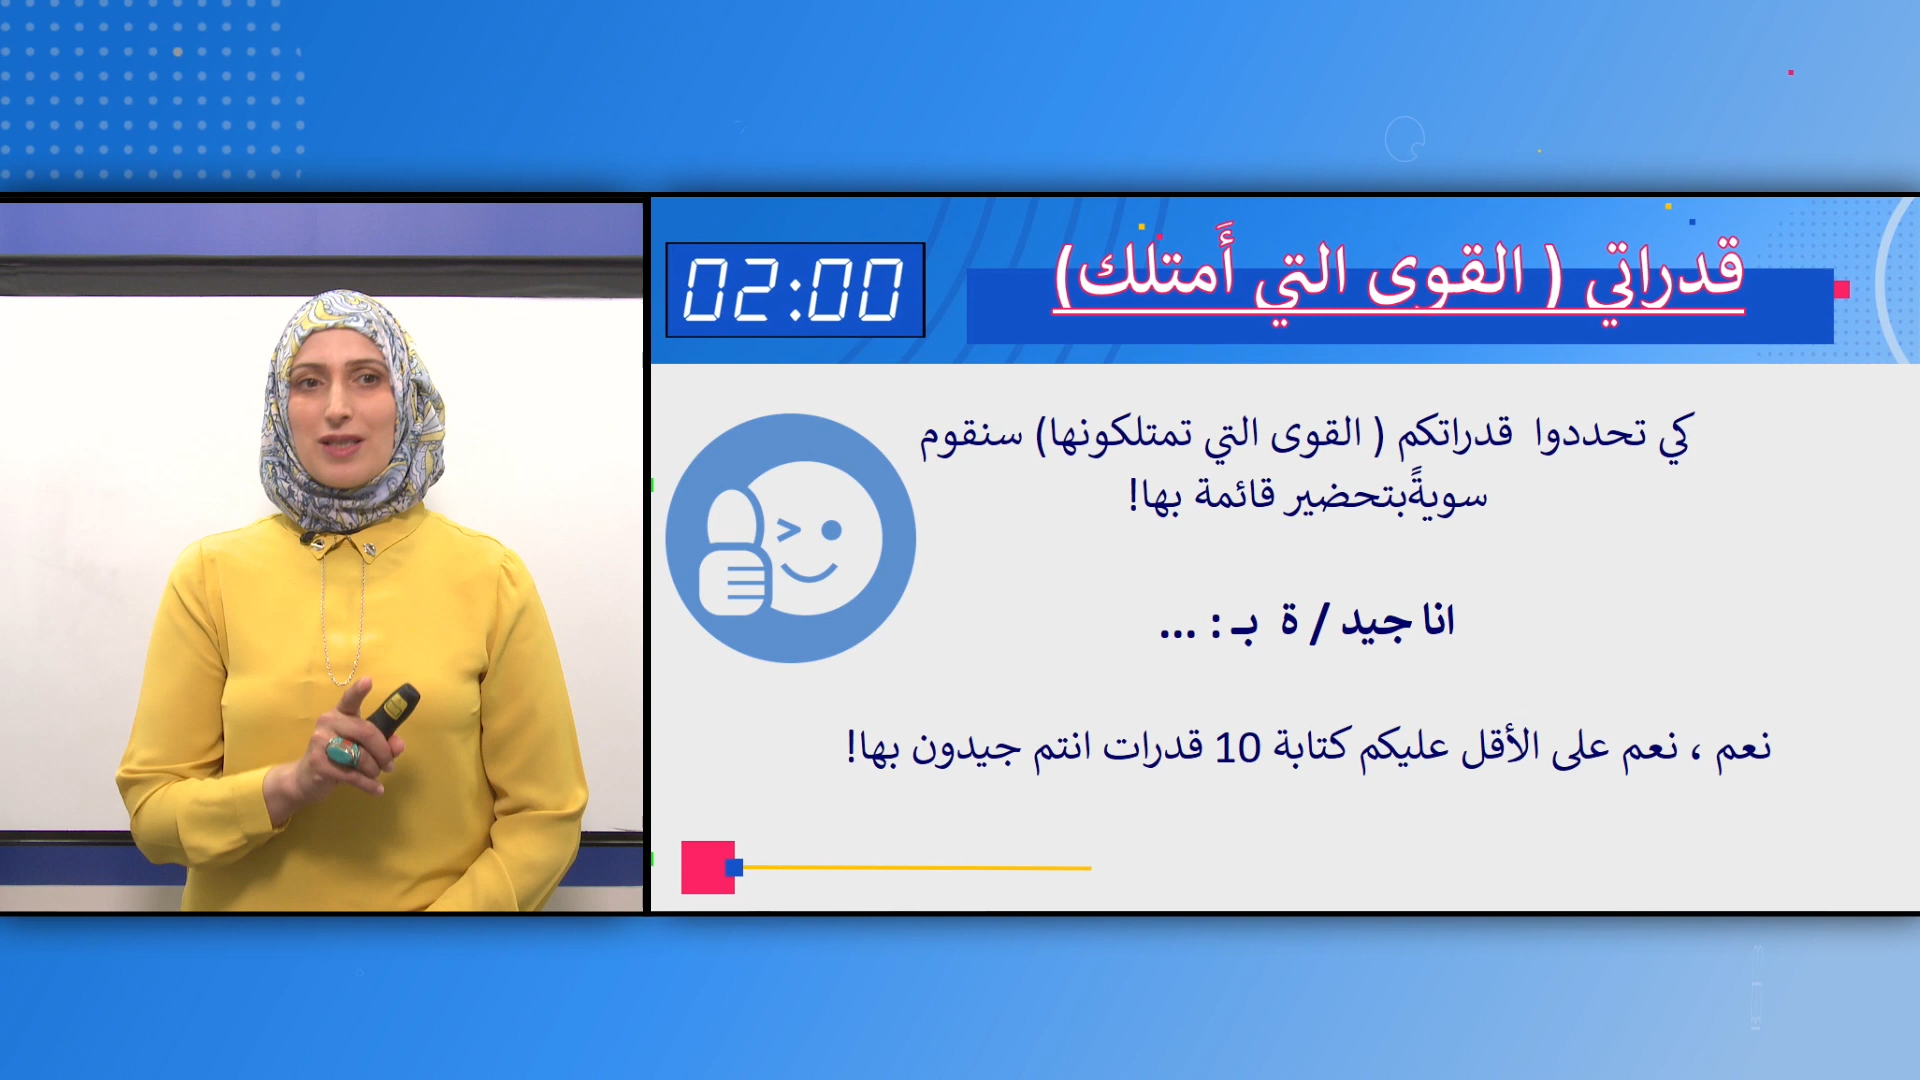 02:00
قدراتي ( القوى التي أَمتلك)
كي تحددوا قدراتكم ( القوى التي تمتلكونها) سنقوم
سويةًبتحضير قائمة بها!
انا جيد / ة بـ : ...
نعم ، نعم على الأقل عليكم كتابة 10 قدرات انتم جيدون بها!